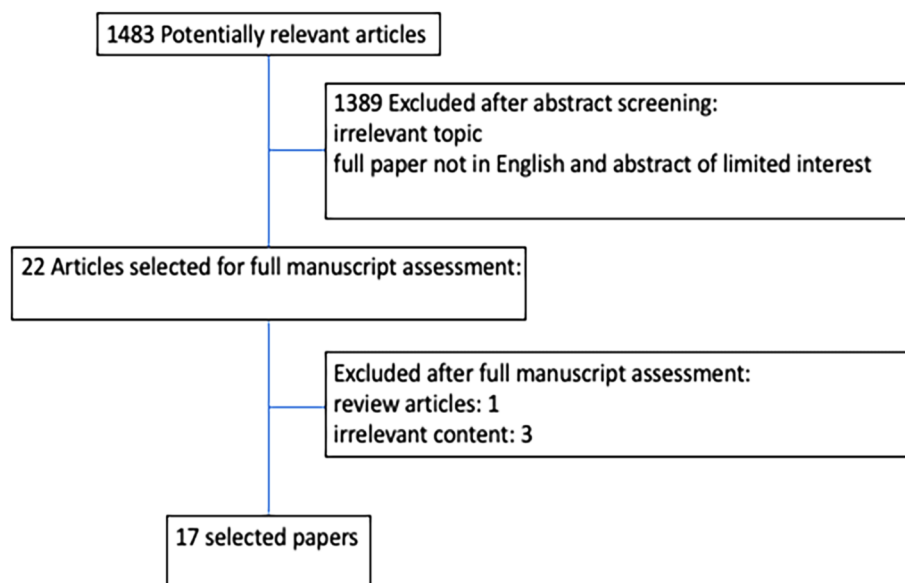 1483 Potentially relevant articles
1389 Excluded after abstract screening:
irrelevant topic
full paper not in English and abstract of limited interest
22 Articles selected for full manuscript assessment:
Excluded after full manuscript assessment:
review articles: 1
irrelevant content: 3
17 selected papers